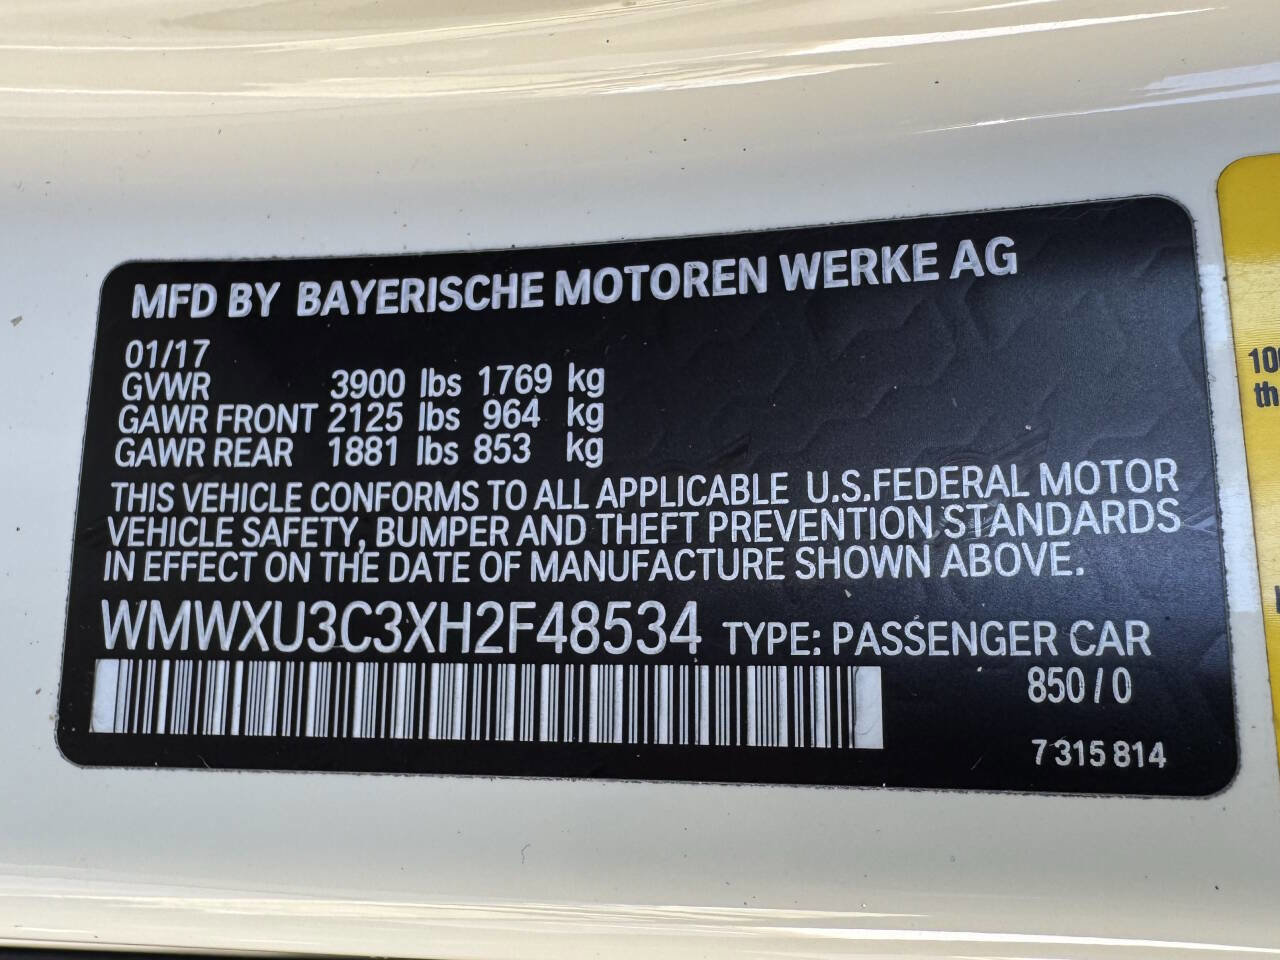 MFD BY BAYERISCHE MOTOREN WERKE AG
01/17
GVWR 3900 lbs 1769 kg
GAWR FRONT 2125 lbs 964 kg
GAWR REAR 1881 lbs 853 kg
THIS VEHICLE CONFORMS TO ALL APPLICABLE U.S.FEDERAL MOTOR
VEHICLE SAFETY, BUMPER AND THEFT PREVENTION STANDARDS
IN EFFECT ON THE DATE OF MANUFACTURE SHOWN ABOVE.
WMWXU3C3XH2F48534 TYPE: PASSENGER CAR
850/0
7 315 814